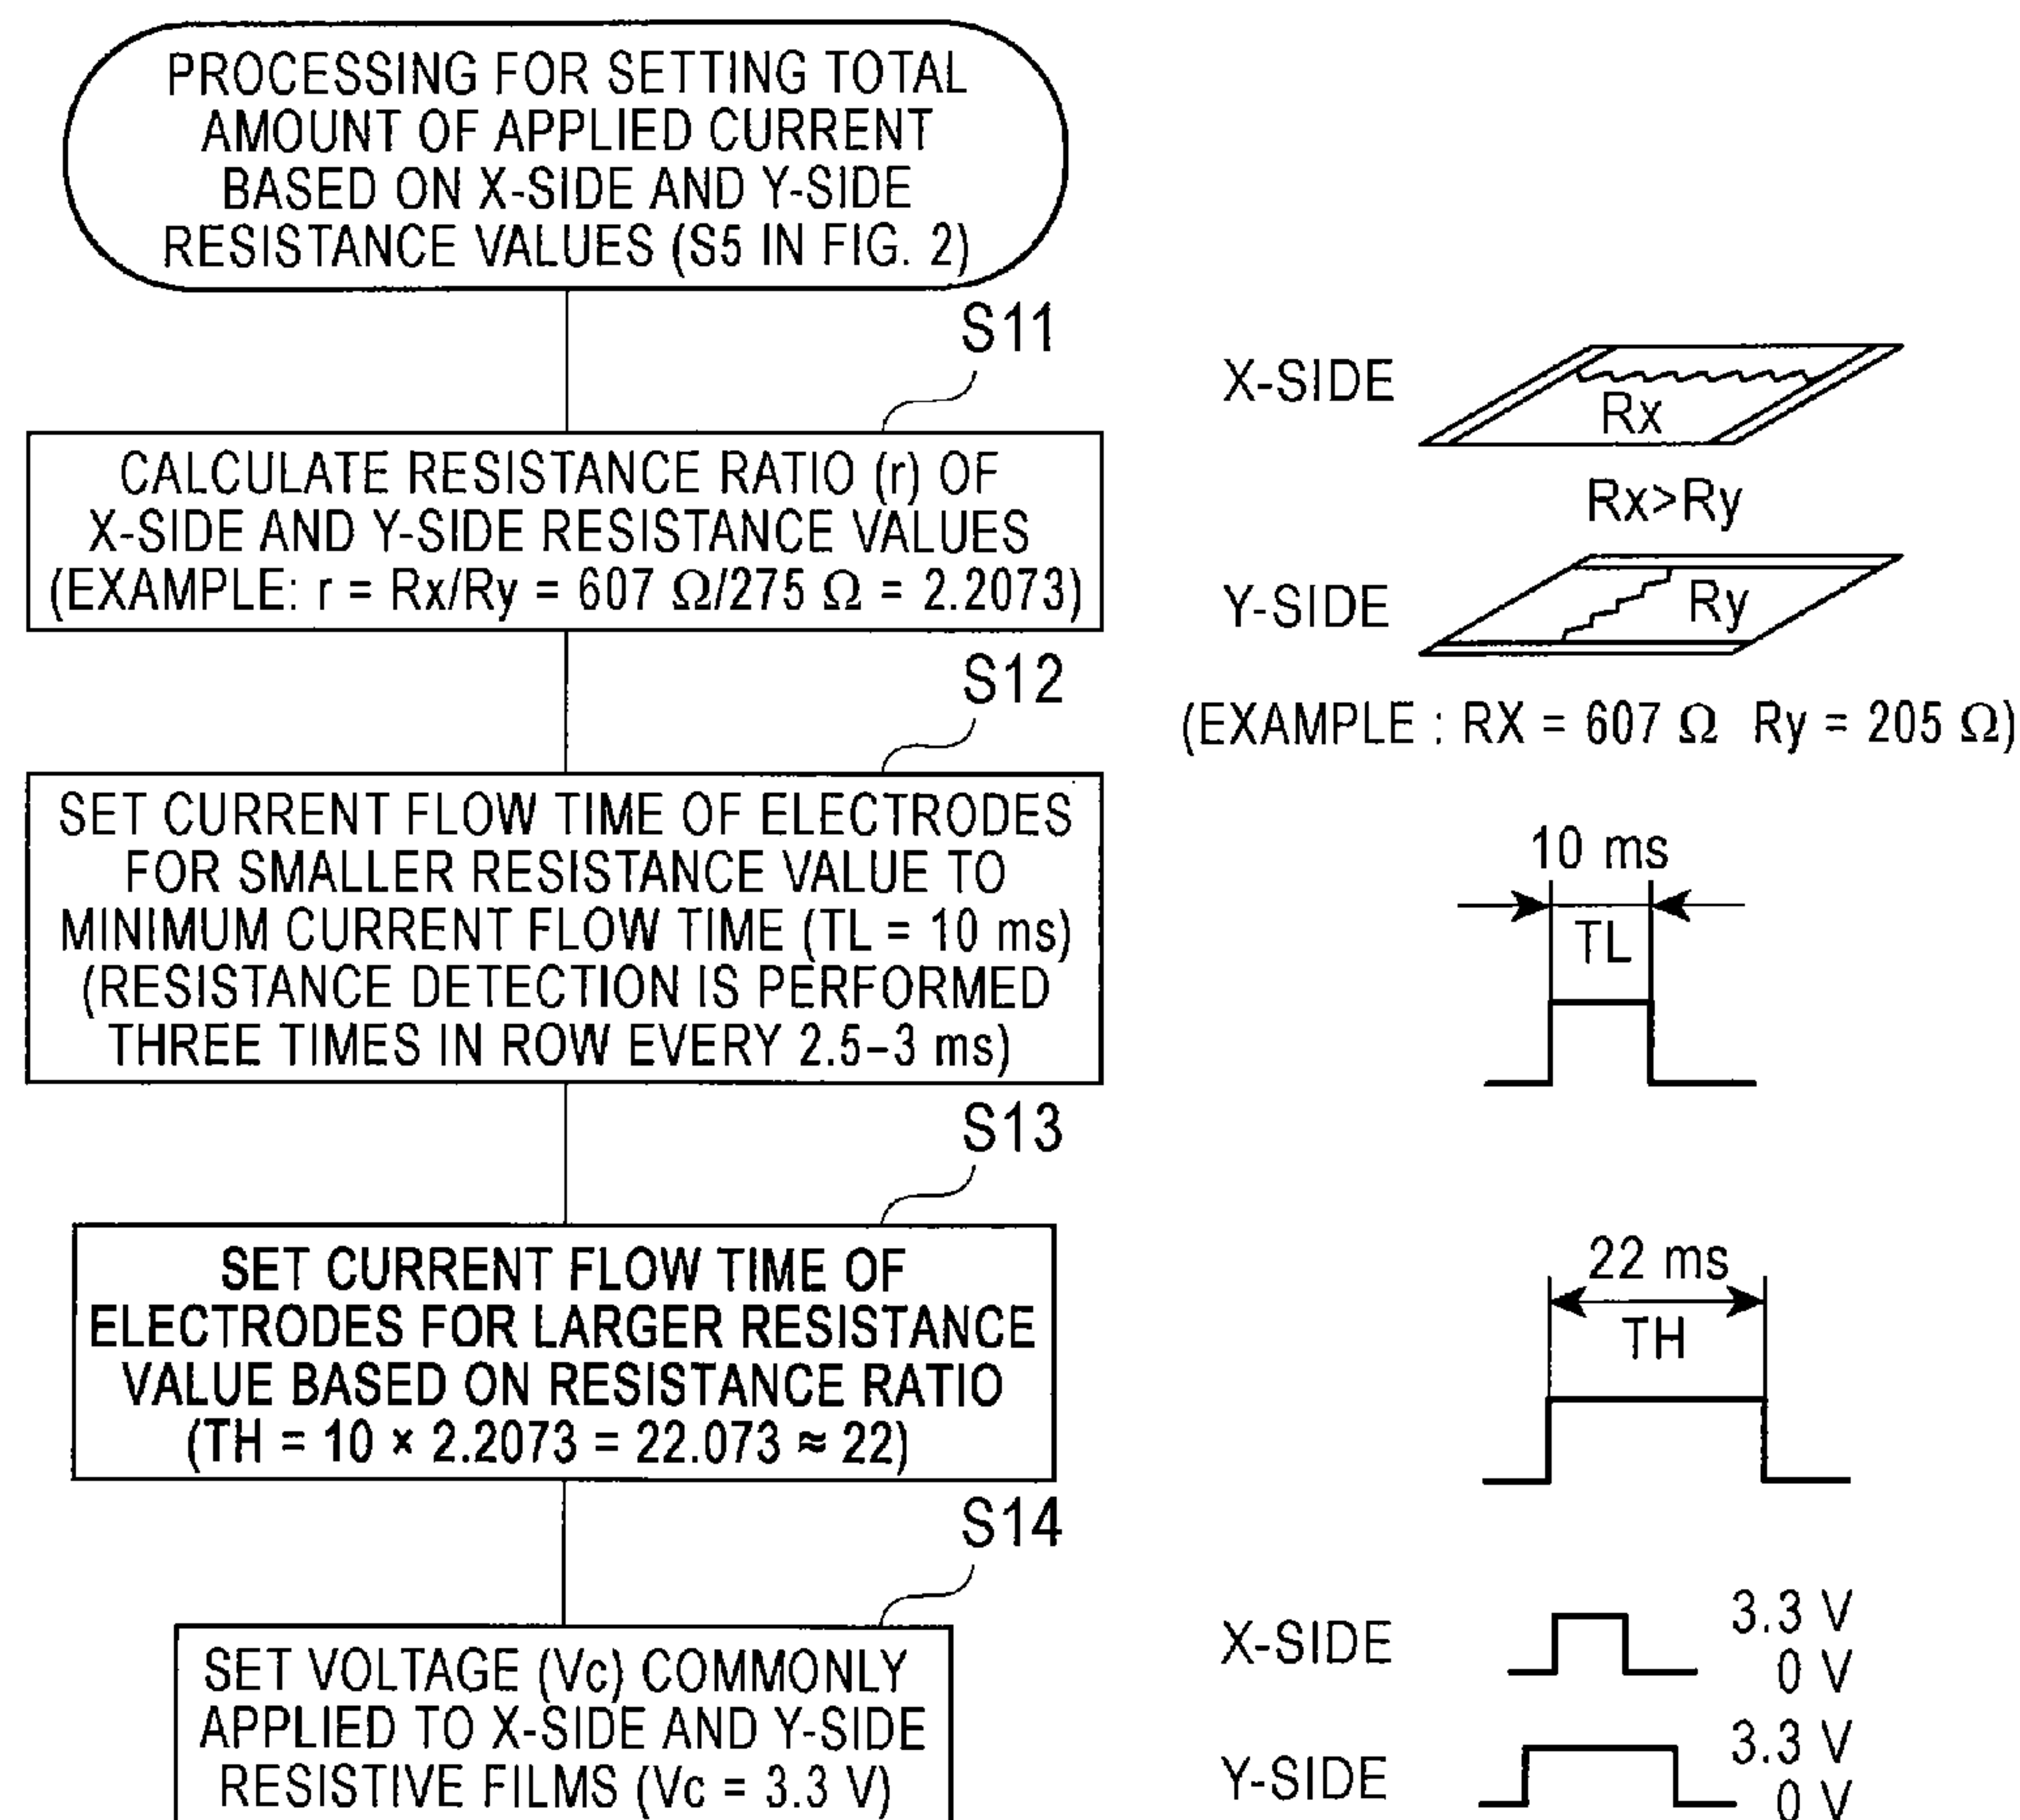 PROCESSING FOR SETTING TOTAL
AMOUNT OF APPLIED CURRENT
BASED ON X-SIDE AND Y-SIDE
RESISTANCE VALUES (S5 IN FIG. 2)
S11
CALCULATE RESISTANCE RATIO (r) OF
X-SIDE AND Y-SIDE RESISTANCE VALUES
(EXAMPLE: r = Rx/Ry = 607 Ω/275 Ω = 2.2073)
X-SIDE
Rx
Rx>Ry
Y-SIDE
Ry
(EXAMPLE : RX = 607 Ω Ry = 205 Ω)
S12
SET CURRENT FLOW TIME OF ELECTRODES
FOR SMALLER RESISTANCE VALUE TO
MINIMUM CURRENT FLOW TIME (TL = 10 ms)
(RESISTANCE DETECTION IS PERFORMED
THREE TIMES IN ROW EVERY 2.5–3 ms)
10 ms
TL
S13
SET CURRENT FLOW TIME OF
ELECTRODES FOR LARGER RESISTANCE
VALUE BASED ON RESISTANCE RATIO
(TH = 10 × 2.2073 = 22.073 ≈ 22)
22 ms
TH
S14
SET VOLTAGE (Vc) COMMONLY
APPLIED TO X-SIDE AND Y-SIDE
RESISTIVE FILMS (Vc = 3.3 V)
X-SIDE
3.3 V
0 V
Y-SIDE
3.3 V
0 V